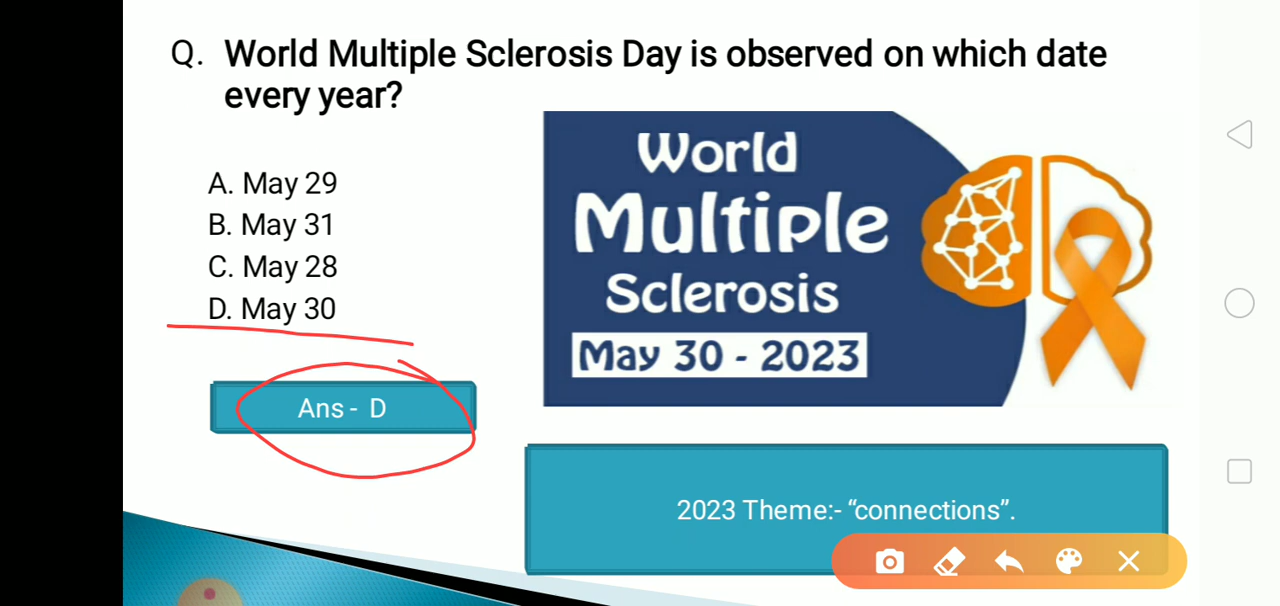 Q. World Multiple Sclerosis Day is observed on which date
every year?
A. May 29
B. May 31
C. May 28
D. May 30
Ans - D
World
Multiple
Sclerosis
May 30 - 2023
2023 Theme:- “connections”.